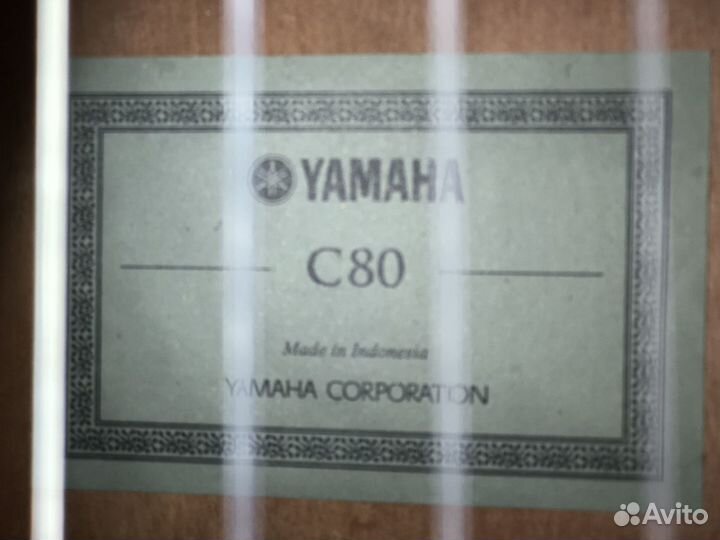 YAMAHA
C80
Made in Indonesia
YAMAHA CORPORATION
Avito